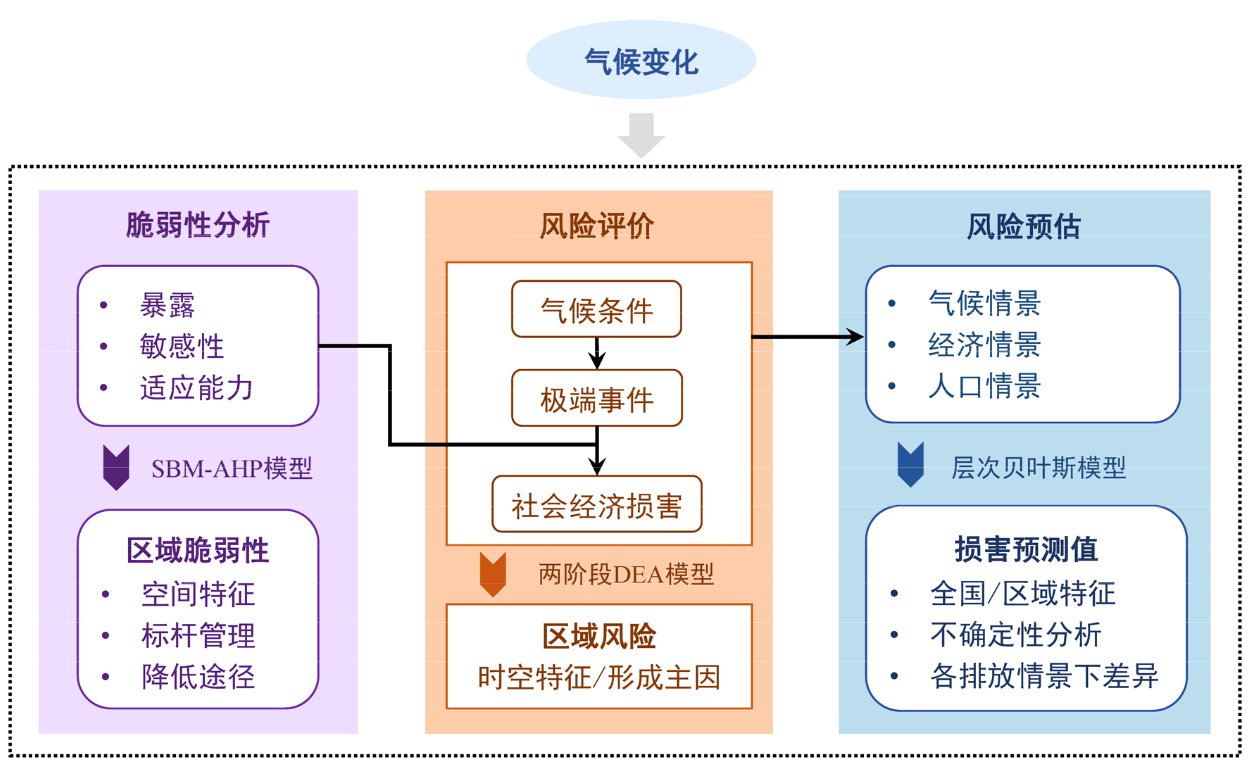 气候变化
脆弱性分析
• 暴露
• 敏感性
• 适应能力
SBM-AHP模型
区域脆弱性
• 空间特征
• 标杆管理
• 降低途径
风险评价
气候条件
极端事件
社会经济损害
两阶段DEA模型
区域风险
时空特征/形成主因
风险预估
• 气候情景
• 经济情景
• 人口情景
层次贝叶斯模型
损害预测值
• 全国/区域特征
• 不确定性分析
• 各排放情景下差异